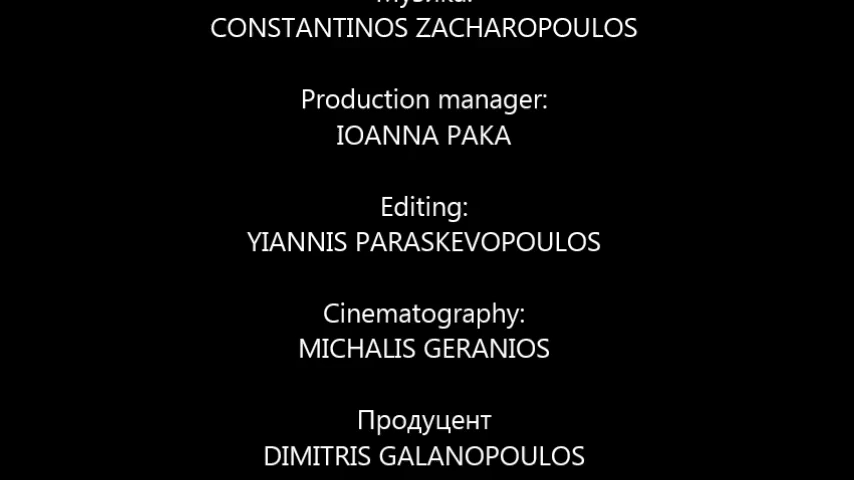 CONSTANTINOS ZACHAROPOULOS
Production manager:
IOANNA PAKA
Editing:
YIANNIS PARASKEVOPOULOS
Cinematography:
MICHALIS GERANIOS
Продуцент
DIMITRIS GALANOPOULOS